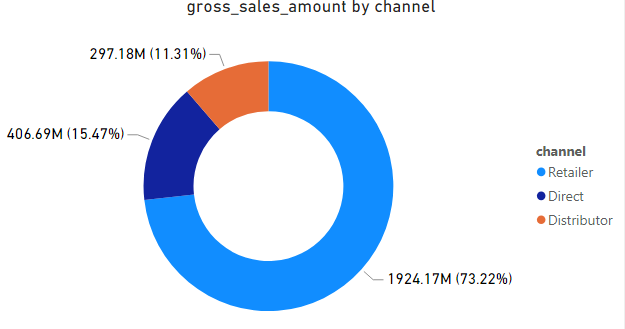 gross_sales_amount by channel
297.18M (11.31%)
406.69M (15.47%)
1924.17M (73.22%)
channel
Retailer
Direct
Distributor